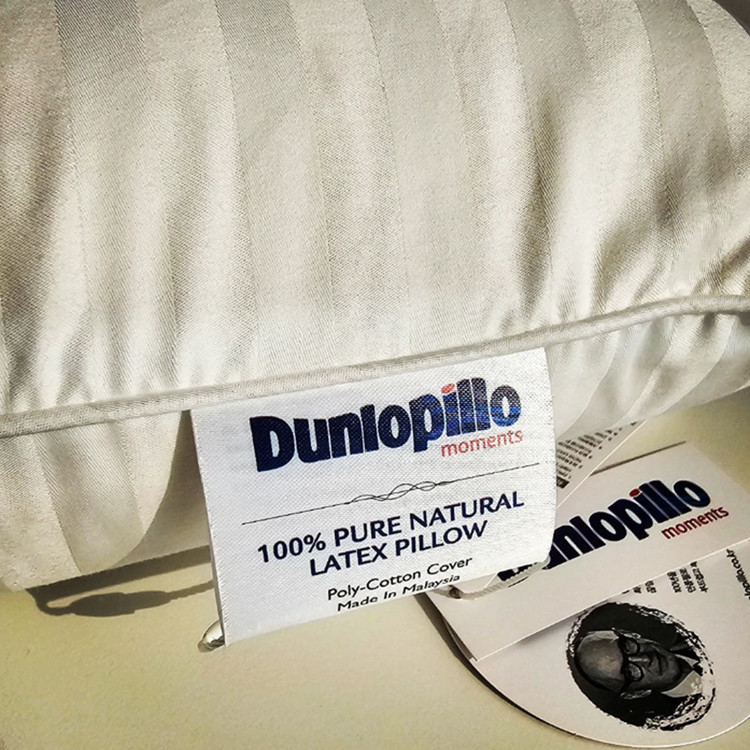 Dunlopillo
moments
100% PURE NATURAL
LATEX PILLOW
Poly-Cotton Cover
Made In Malaysia
Dunlopillo
moments